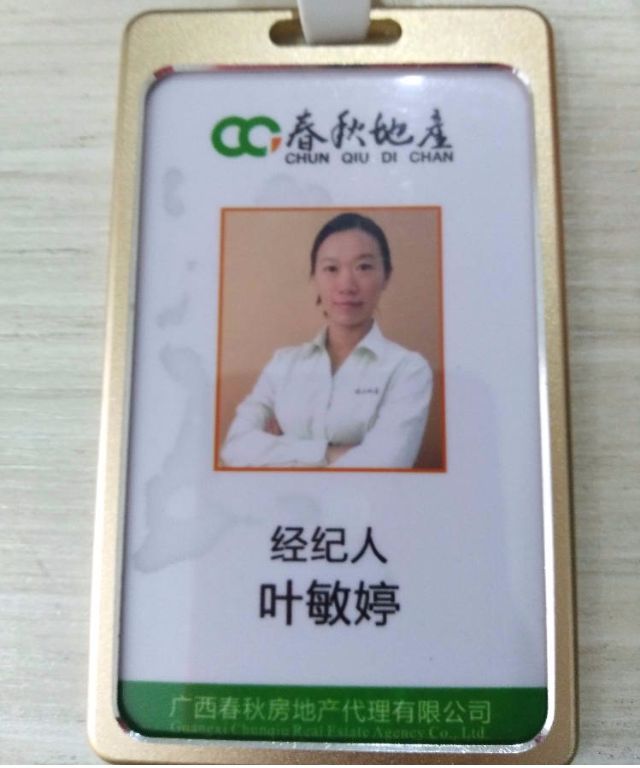 春秋地产
CHUN QIU DI CHAN
经纪人
叶敏婷
广西春秋房地产代理有限公司
Guangxi Chunqiu Real Estate Agency Co., Ltd.